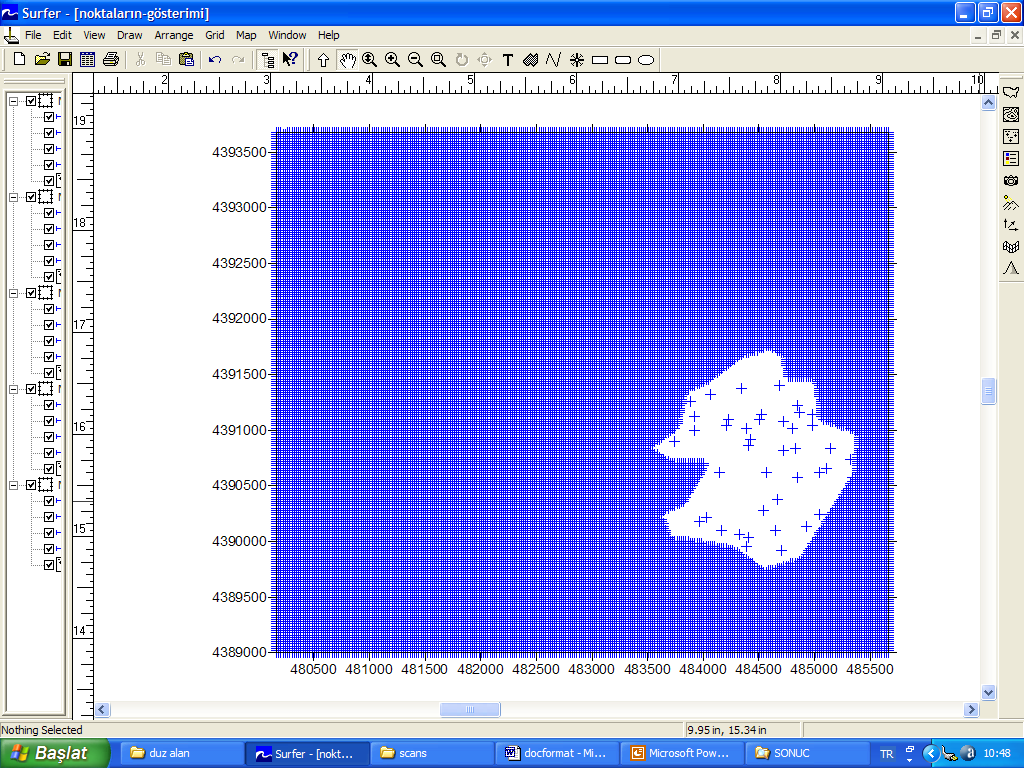 Surfer - [noktaların-gösterimi]
File Edit View Draw Arrange Grid Map Window Help
2 3 4 5 6 7 8 9 10
19
18
17
16
15
14
4393500
4393000
4392500
4392000
4391500
4391000
4390500
4390000
4389500
4389000
480500 481000 481500 482000 482500 483000 483500 484000 484500 485000 485500
Nothing Selected 9.95 in, 15.34 in
Başlat duz alan Surfer - [nokt... scans docformat - Mi... Microsoft Pow... SONUC TR 10:48